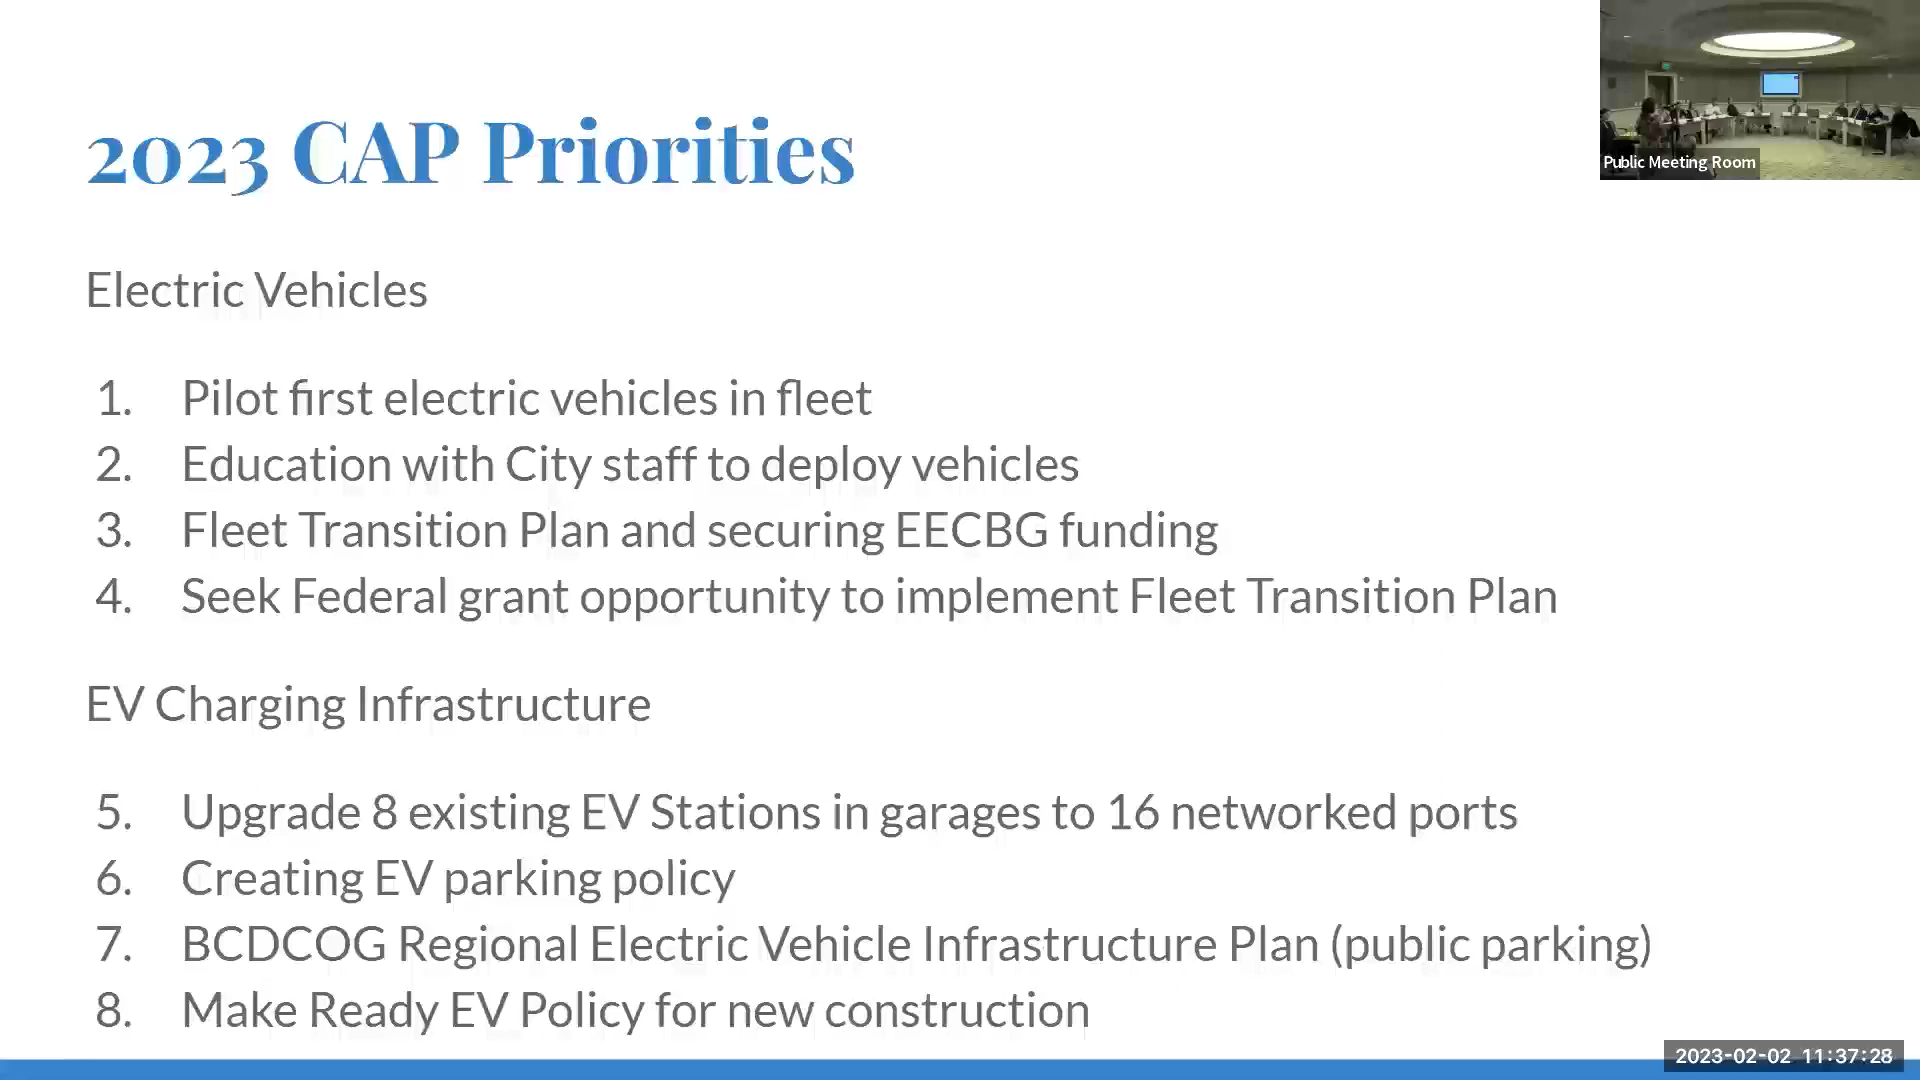 2023 CAP Priorities
Public Meeting Room
Electric Vehicles
1. Pilot first electric vehicles in fleet
2. Education with City staff to deploy vehicles
3. Fleet Transition Plan and securing EECBG funding
4. Seek Federal grant opportunity to implement Fleet Transition Plan
EV Charging Infrastructure
5. Upgrade 8 existing EV Stations in garages to 16 networked ports
6. Creating EV parking policy
7. BCDCOG Regional Electric Vehicle Infrastructure Plan (public parking)
8. Make Ready EV Policy for new construction
2023-02-02 11:37:28